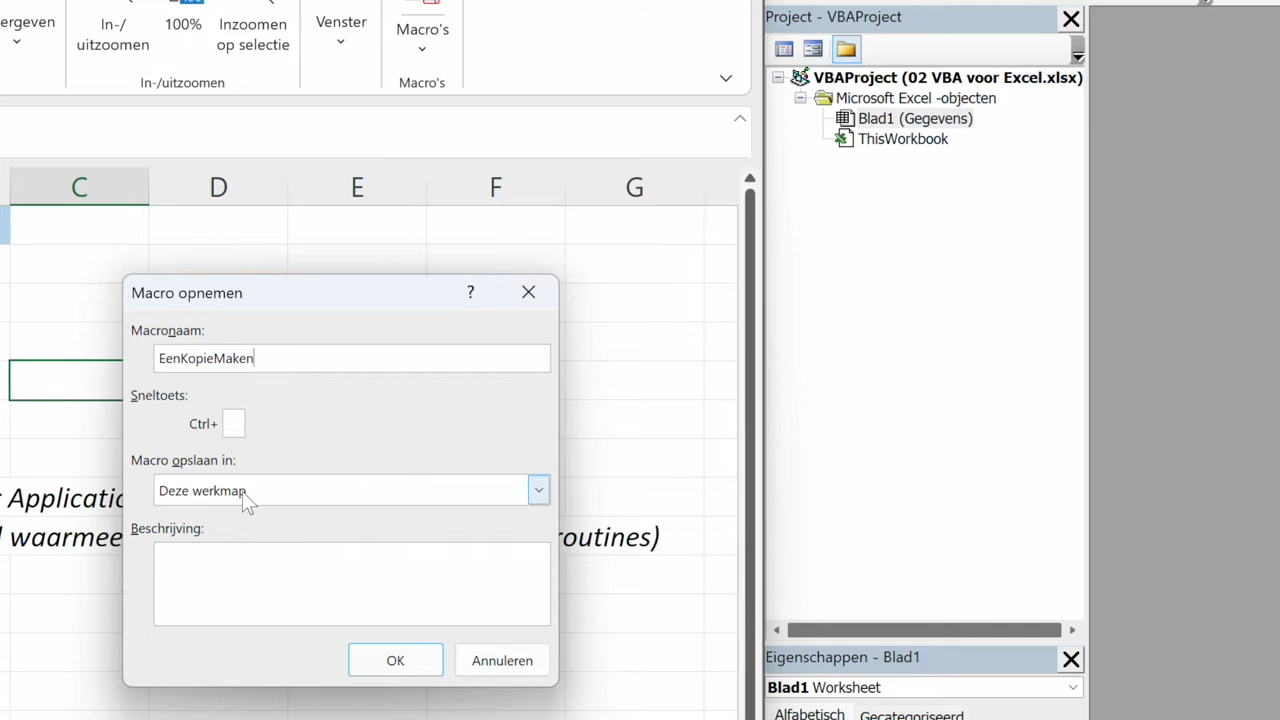 In-/
uitzoomen
100%
Inzoomen
op selectie
Venster
Macro's
In-/uitzoomen
Macro's
C D E F G
Macro opnemen ?
Macronaam:
EenKopieMaken
Sneltoets:
Ctrl+
Macro opslaan in:
Deze werkmap
Beschrijving:
OK Annuleren
waarmee
routines)
Project - VBAProject
VBAProject (02 VBA voor Excel.xlsx)
Microsoft Excel -objecten
Blad1 (Gegevens)
ThisWorkbook
Eigenschappen - Blad1
Blad1 Worksheet
Alfabetisch Gecategoriseerd